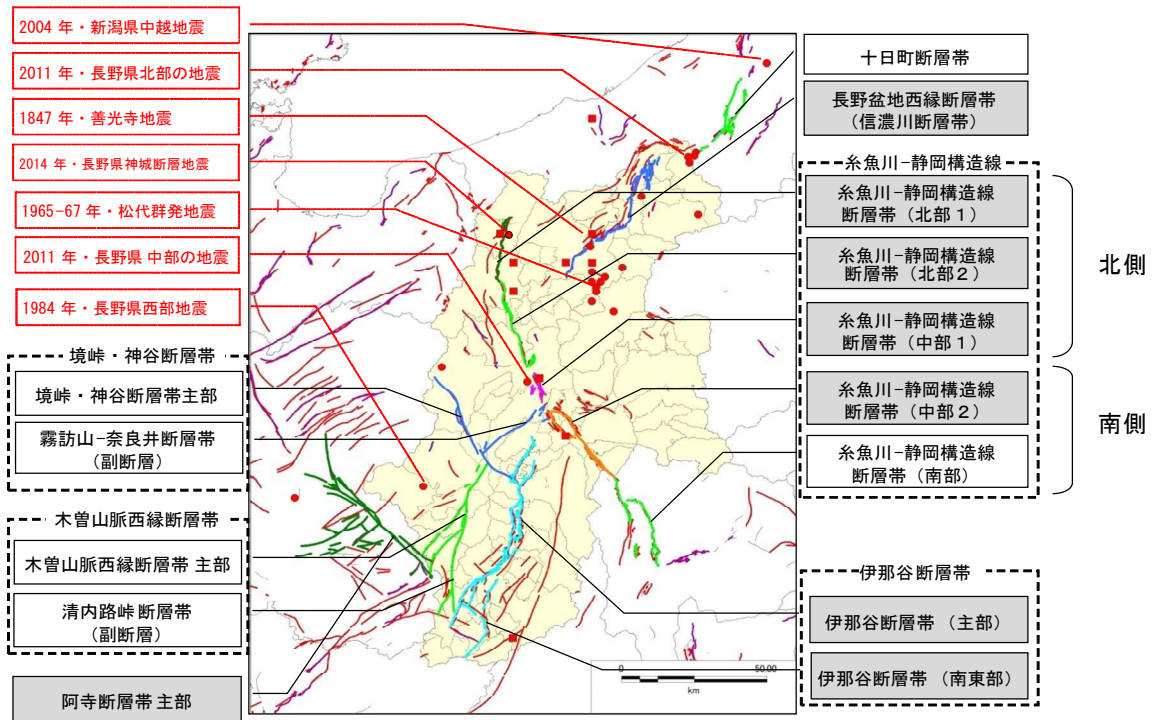 2004 年・新潟県中越地震
2011 年・長野県北部の地震
1847 年・善光寺地震
2014 年・長野県神城断層地震
1965-67 年・松代群発地震
2011 年・長野県 中部の地震
1984 年・長野県西部地震
境峠・神谷断層帯
境峠・神谷断層帯主部
霧訪山-奈良井断層帯
(副断層)
木曽山脈西縁断層帯
木曽山脈西縁断層帯 主部
清内路峠断層帯
(副断層)
阿寺断層帯 主部
十日町断層帯
長野盆地西縁断層帯
(信濃川断層帯)
糸魚川-静岡構造線
糸魚川-静岡構造線
断層帯(北部1)
糸魚川-静岡構造線
断層帯(北部2)
糸魚川-静岡構造線
断層帯(中部1)
糸魚川-静岡構造線
断層帯(中部2)
糸魚川-静岡構造線
断層帯(南部)
北側
南側
伊那谷断層帯
伊那谷断層帯 (主部)
伊那谷断層帯 (南東部)
0 50.00
km